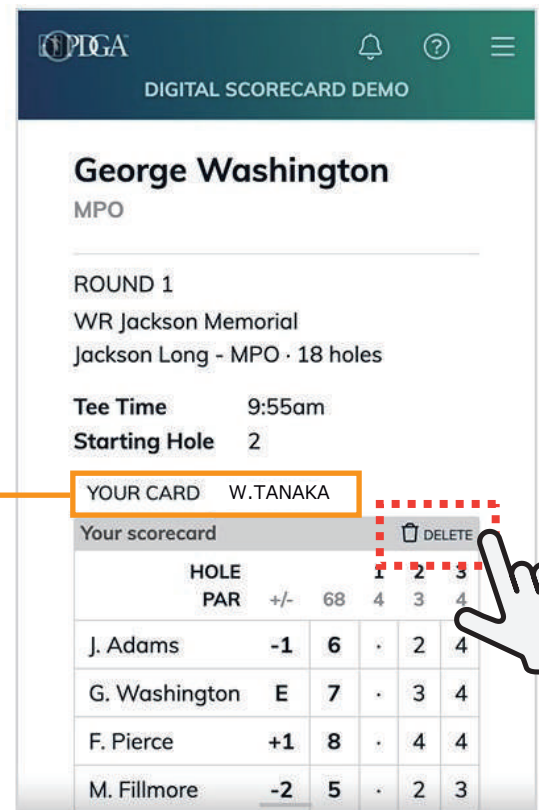 PDGA
DIGITAL SCORECARD DEMO
George Washington
MPO
ROUND 1
WR Jackson Memorial
Jackson Long - MPO · 18 holes
Tee Time 9:55am
Starting Hole 2
YOUR CARD W.TANAKA
Your scorecard DELETE
HOLE 1 2 3
PAR +/- 68 4 3 4
J. Adams -1 6 · 2 4
G. Washington E 7 · 3 4
F. Pierce +1 8 · 4 4
M. Fillmore -2 5 · 2 3